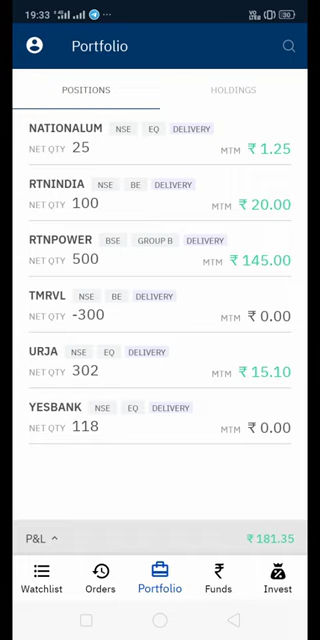 19:33
30
Portfolio
POSITIONS HOLDINGS
NATIONALUM NSE EQ DELIVERY
NET QTY 25 MTM ₹ 1.25
RTNINDIA NSE BE DELIVERY
NET QTY 100 MTM ₹ 20.00
RTNPOWER BSE GROUP B DELIVERY
NET QTY 500 MTM ₹ 145.00
TMRVL NSE BE DELIVERY
NET QTY -300 MTM ₹ 0.00
URJA NSE EQ DELIVERY
NET QTY 302 MTM ₹ 15.10
YESBANK NSE EQ DELIVERY
NET QTY 118 MTM ₹ 0.00
P&L ₹ 181.35
Watchlist Orders Portfolio Funds Invest